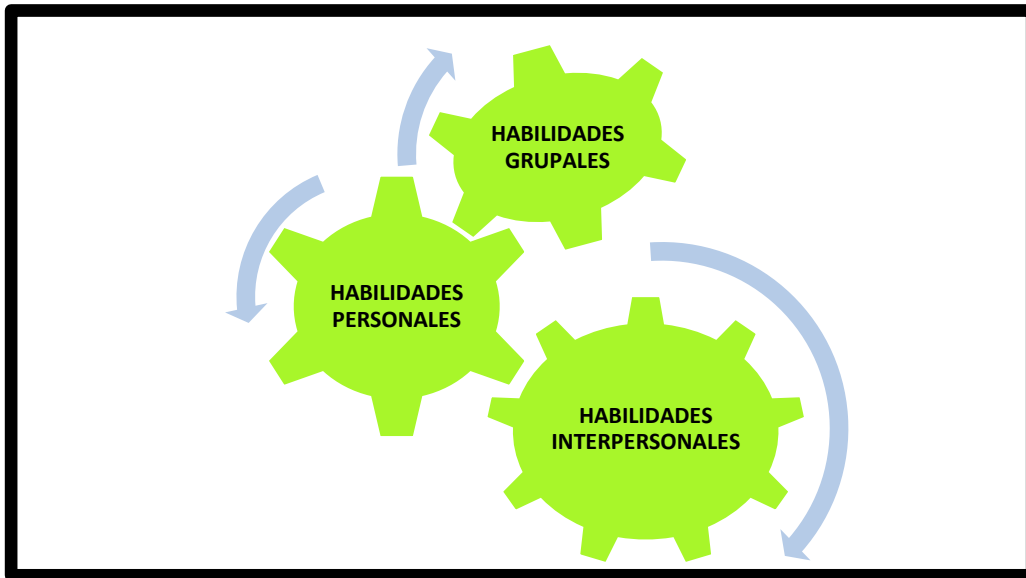 HABILIDADES
GRUPALES
HABILIDADES
PERSONALES
HABILIDADES
INTERPERSONALES